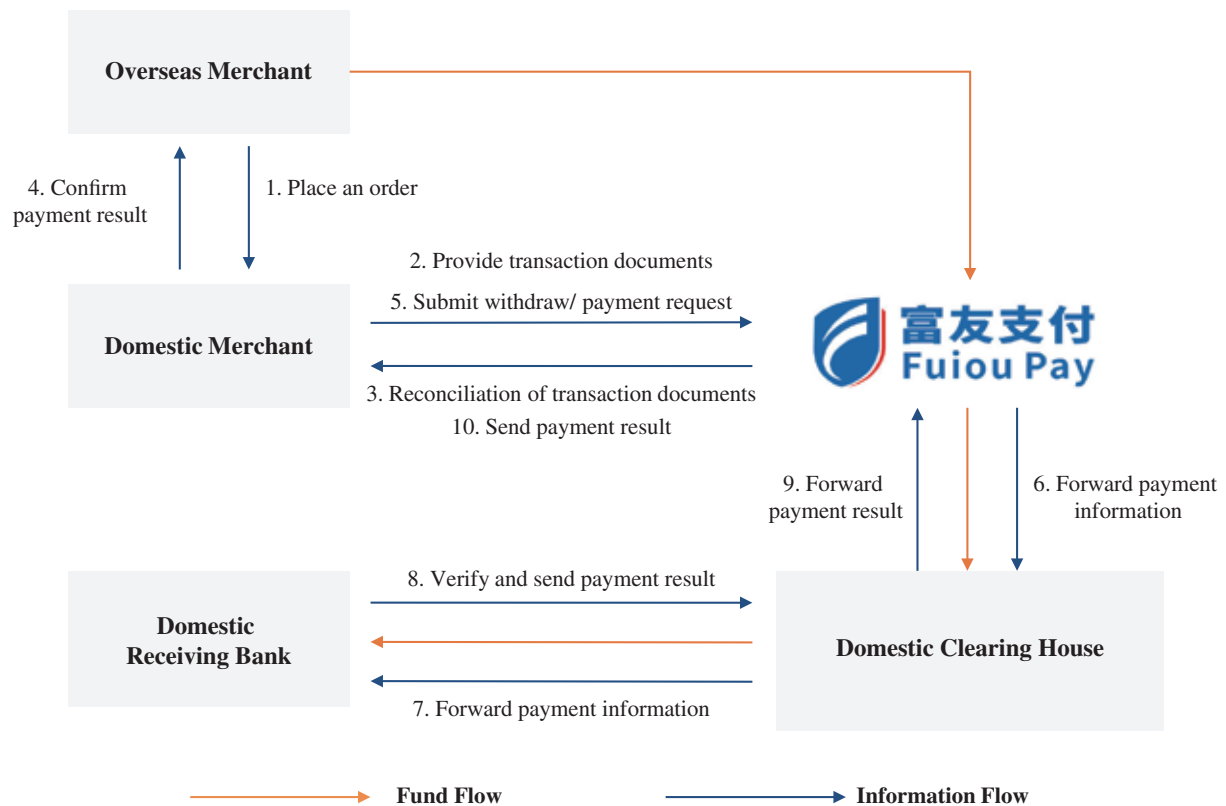 Overseas Merchant
4. Confirm
payment result
1. Place an order
2. Provide transaction documents
5. Submit withdraw/ payment request
Domestic Merchant
富友支付
Fuiou Pay
3. Reconciliation of transaction documents
10. Send payment result
9. Forward
payment result
6. Forward payment
information
8. Verify and send payment result
Domestic
Receiving Bank
Domestic Clearing House
7. Forward payment information
Fund Flow
Information Flow